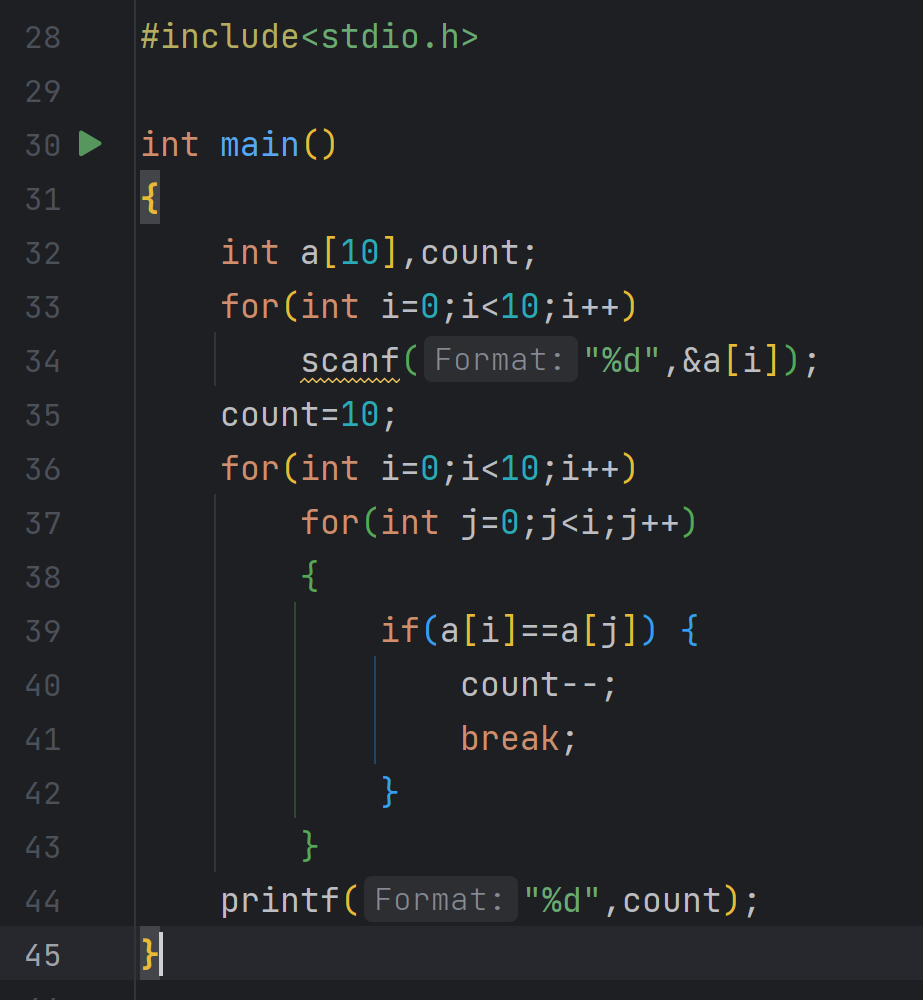 28 #include<stdio.h>
29
30 int main()
31 {
32     int a[10],count;
33     for(int i=0;i<10;i++)
34         scanf( Format: "%d",&a[i]);
35     count=10;
36     for(int i=0;i<10;i++)
37         for(int j=0;j<i;j++)
38         {
39             if(a[i]==a[j]) {
40                 count--;
41                 break;
42             }
43         }
44     printf( Format: "%d",count);
45 }